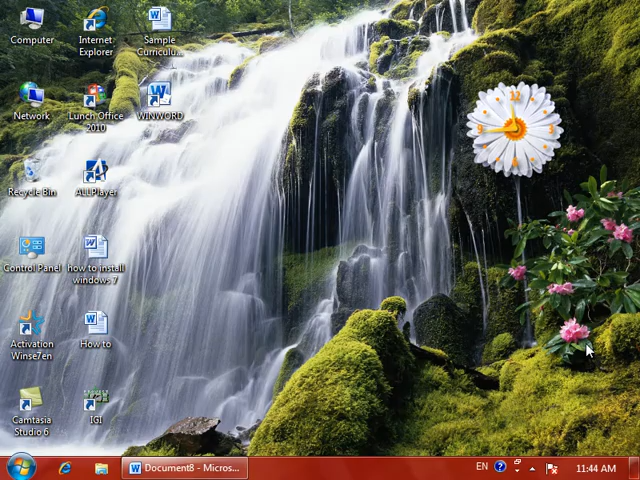 Computer
Internet
Explorer
Sample
Curriculu...
Network
Lunch Office
2010
WINWORD
Recycle Bin
ALLPlayer
Control Panel
how to install
windows 7
Activation
Winse7en
How to
Camtasia
Studio 6
IGI
Document8 - Micros...
EN
11:44 AM